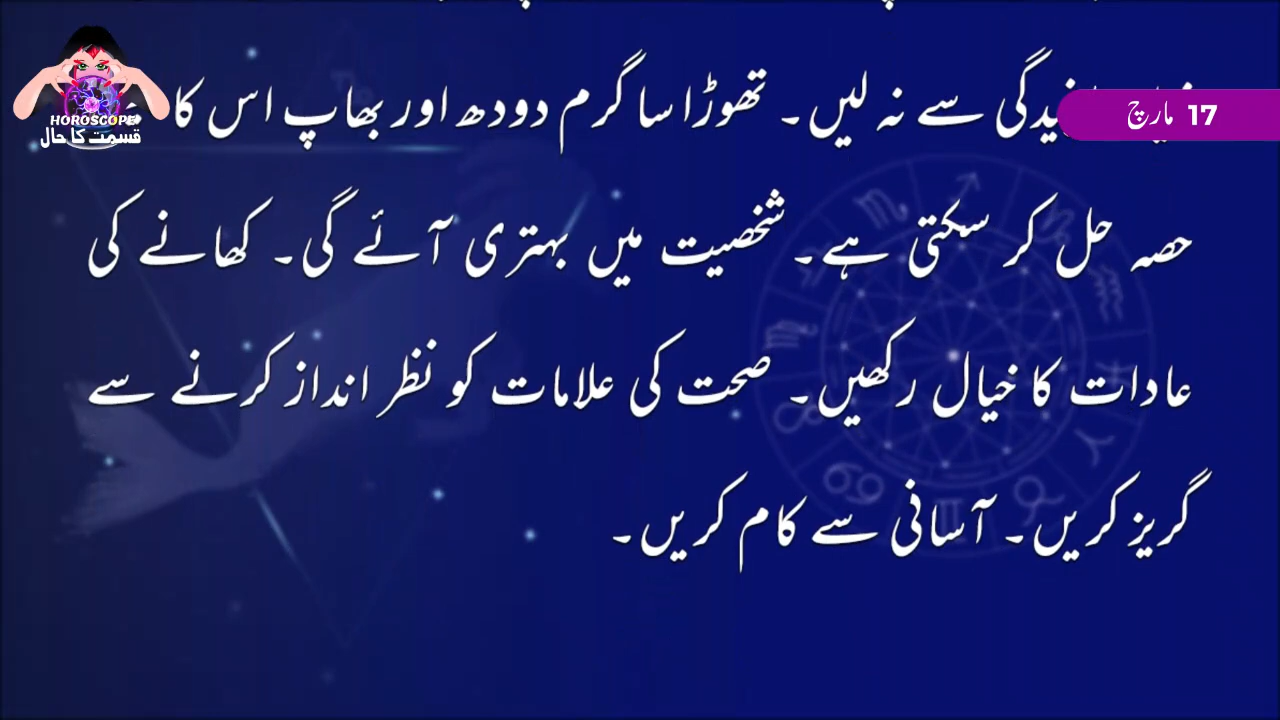 HOROSCOPE
قسمت کا حال
17 مارچ
سے نہ لیں۔ تھوڑا سا گرم دودھ اور بھاپ اس کا
حصہ حل کر سکتی ہے۔ شخصیت میں بہتری آئے گی۔ کھانے کی
عادات کا خیال رکھیں۔ صحت کی علامات کو نظر انداز کرنے سے
گریز کریں۔ آسانی سے کام کریں۔